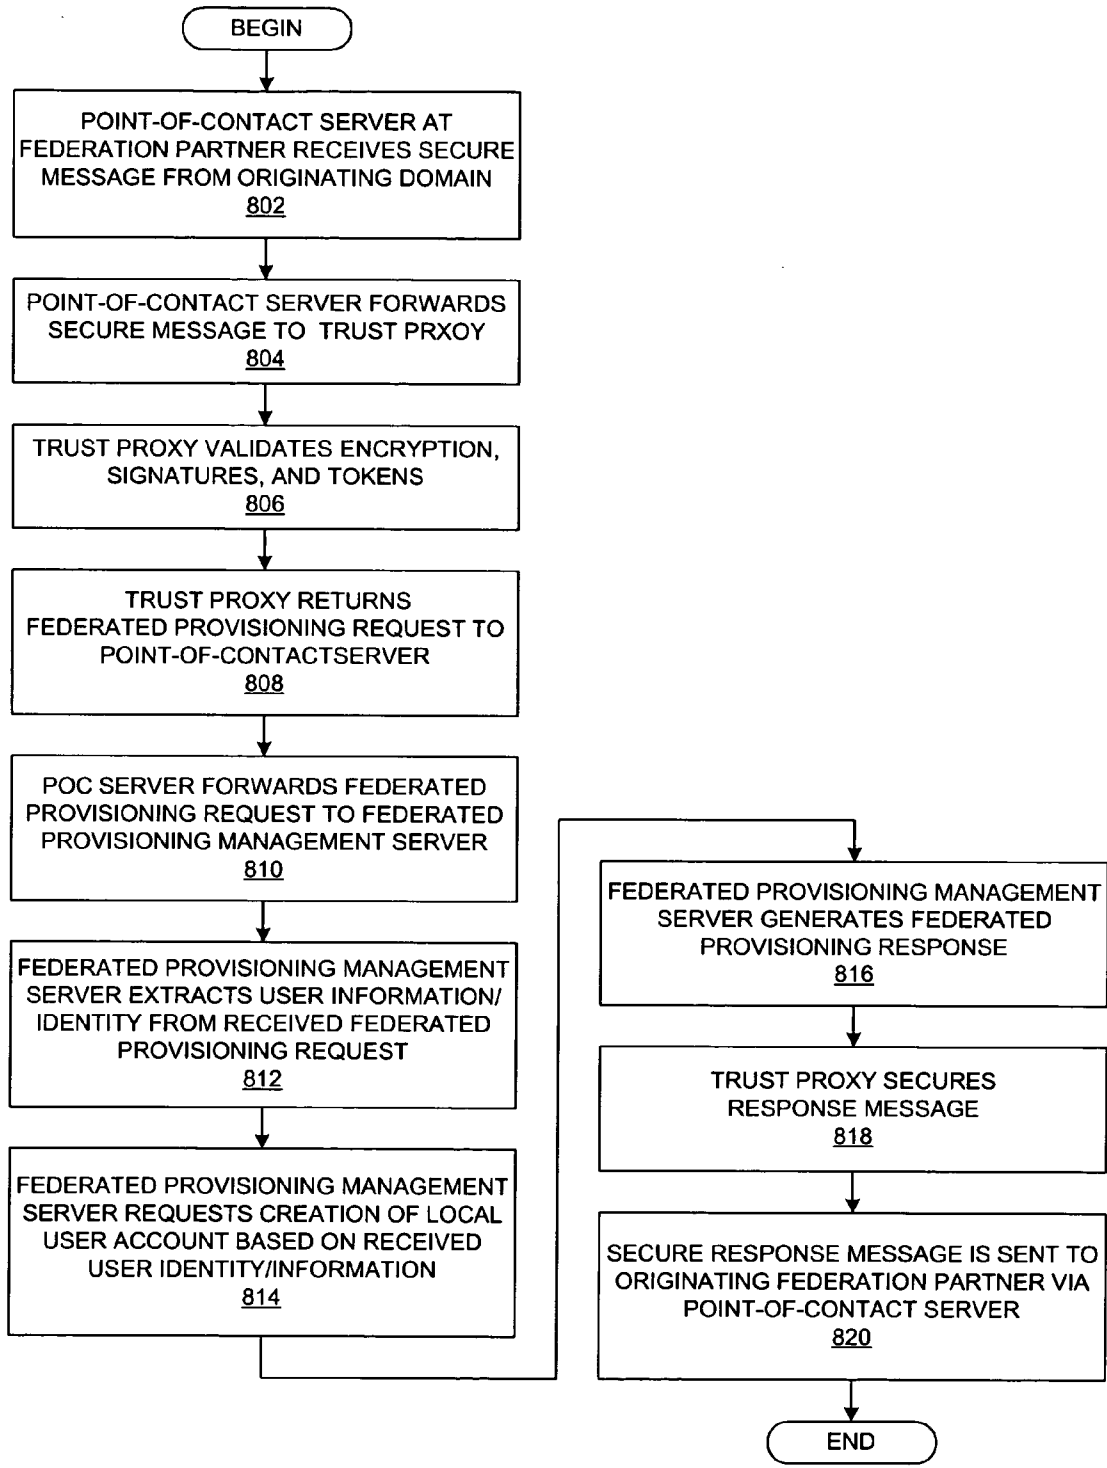 BEGIN
POINT-OF-CONTACT SERVER AT
FEDERATION PARTNER RECEIVES SECURE
MESSAGE FROM ORIGINATING DOMAIN
802
POINT-OF-CONTACT SERVER FORWARDS
SECURE MESSAGE TO TRUST PRXOY
804
TRUST PROXY VALIDATES ENCRYPTION,
SIGNATURES, AND TOKENS
806
TRUST PROXY RETURNS
FEDERATED PROVISIONING REQUEST TO
POINT-OF-CONTACTSERVER
808
POC SERVER FORWARDS FEDERATED
PROVISIONING REQUEST TO FEDERATED
PROVISIONING MANAGEMENT SERVER
810
FEDERATED PROVISIONING MANAGEMENT
SERVER EXTRACTS USER INFORMATION/
IDENTITY FROM RECEIVED FEDERATED
PROVISIONING REQUEST
812
FEDERATED PROVISIONING MANAGEMENT
SERVER REQUESTS CREATION OF LOCAL
USER ACCOUNT BASED ON RECEIVED
USER IDENTITY/INFORMATION
814
FEDERATED PROVISIONING MANAGEMENT
SERVER GENERATES FEDERATED
PROVISIONING RESPONSE
816
TRUST PROXY SECURES
RESPONSE MESSAGE
818
SECURE RESPONSE MESSAGE IS SENT TO
ORIGINATING FEDERATION PARTNER VIA
POINT-OF-CONTACT SERVER
820
END